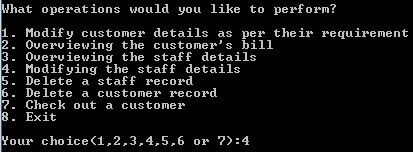 What operations would you like to perform?
1. Modify customer details as per their requirement
2. Overviewing the customer's bill
3. Overviewing the staff details
4. Modifying the staff details
5. Delete a staff record
6. Delete a customer record
7. Check out a customer
8. Exit
Your choice(1,2,3,4,5,6 or 7):4